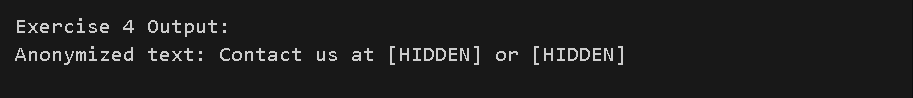 Exercise 4 Output:
Anonymized text: Contact us at [HIDDEN] or [HIDDEN]